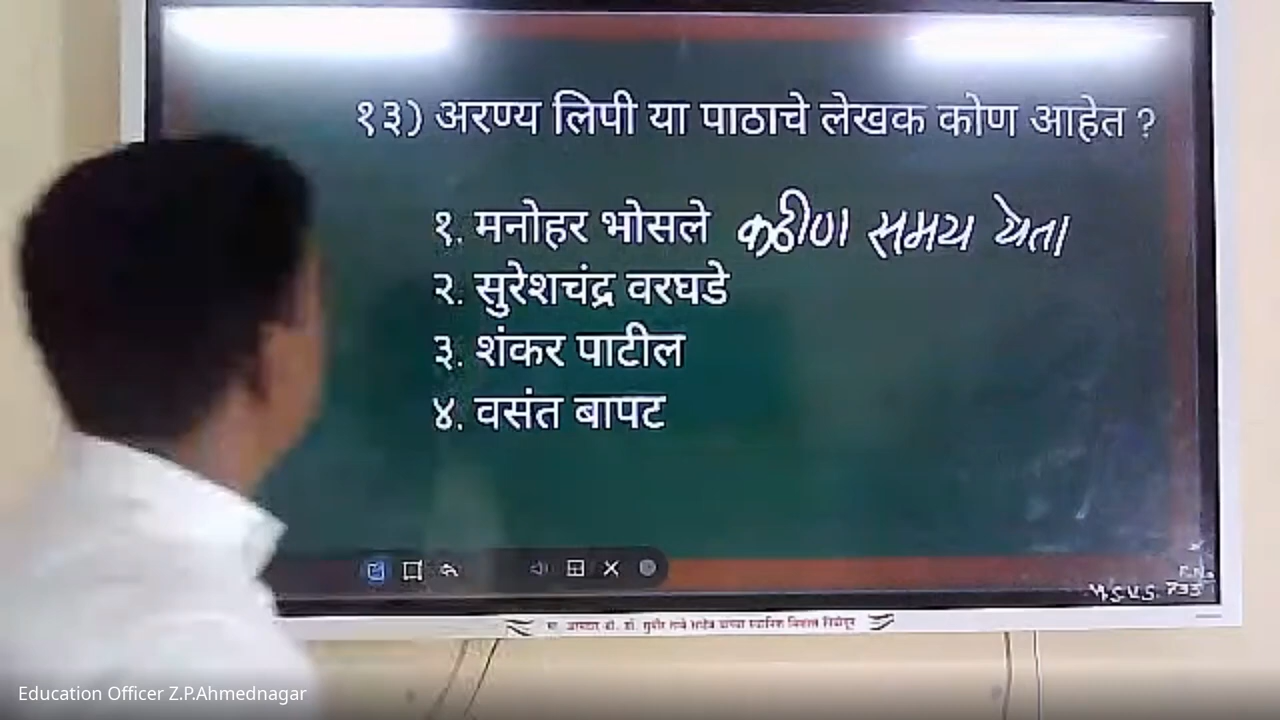 १३) अरण्य लिपी या पाठाचे लेखक कोण आहेत ?
१. मनोहर भोसले कठीण समय येता
२. सुरेशचंद्र वरघडे
३. शंकर पाटील
४. वसंत बापट
Education Officer Z.P.Ahmednagar